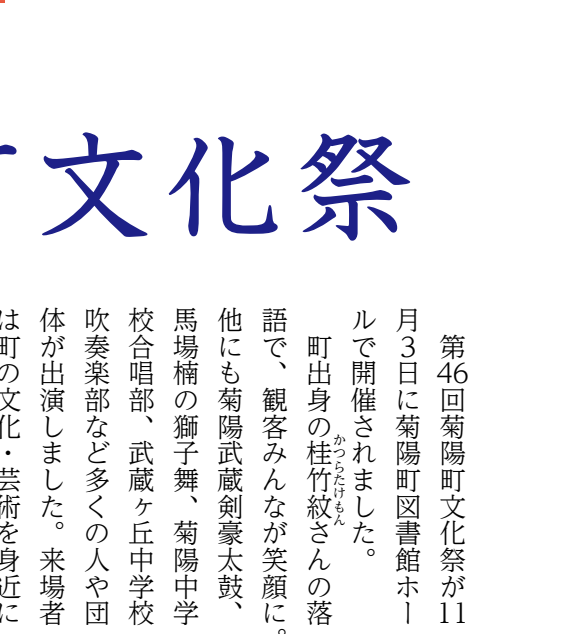 文化祭
第46回菊陽町文化祭が11
月3日に菊陽町図書館ホー
ルで開催されました。
町出身の桂竹紋さんの落
かつらたけもん
語で、観客みんなが笑顔に。
他にも菊陽武蔵剣豪太鼓、
馬場楠の獅子舞、菊陽中学
校合唱部、武蔵ヶ丘中学校
吹奏楽部など多くの人や団
体が出演しました。来場者
は町の文化・芸術を身近に